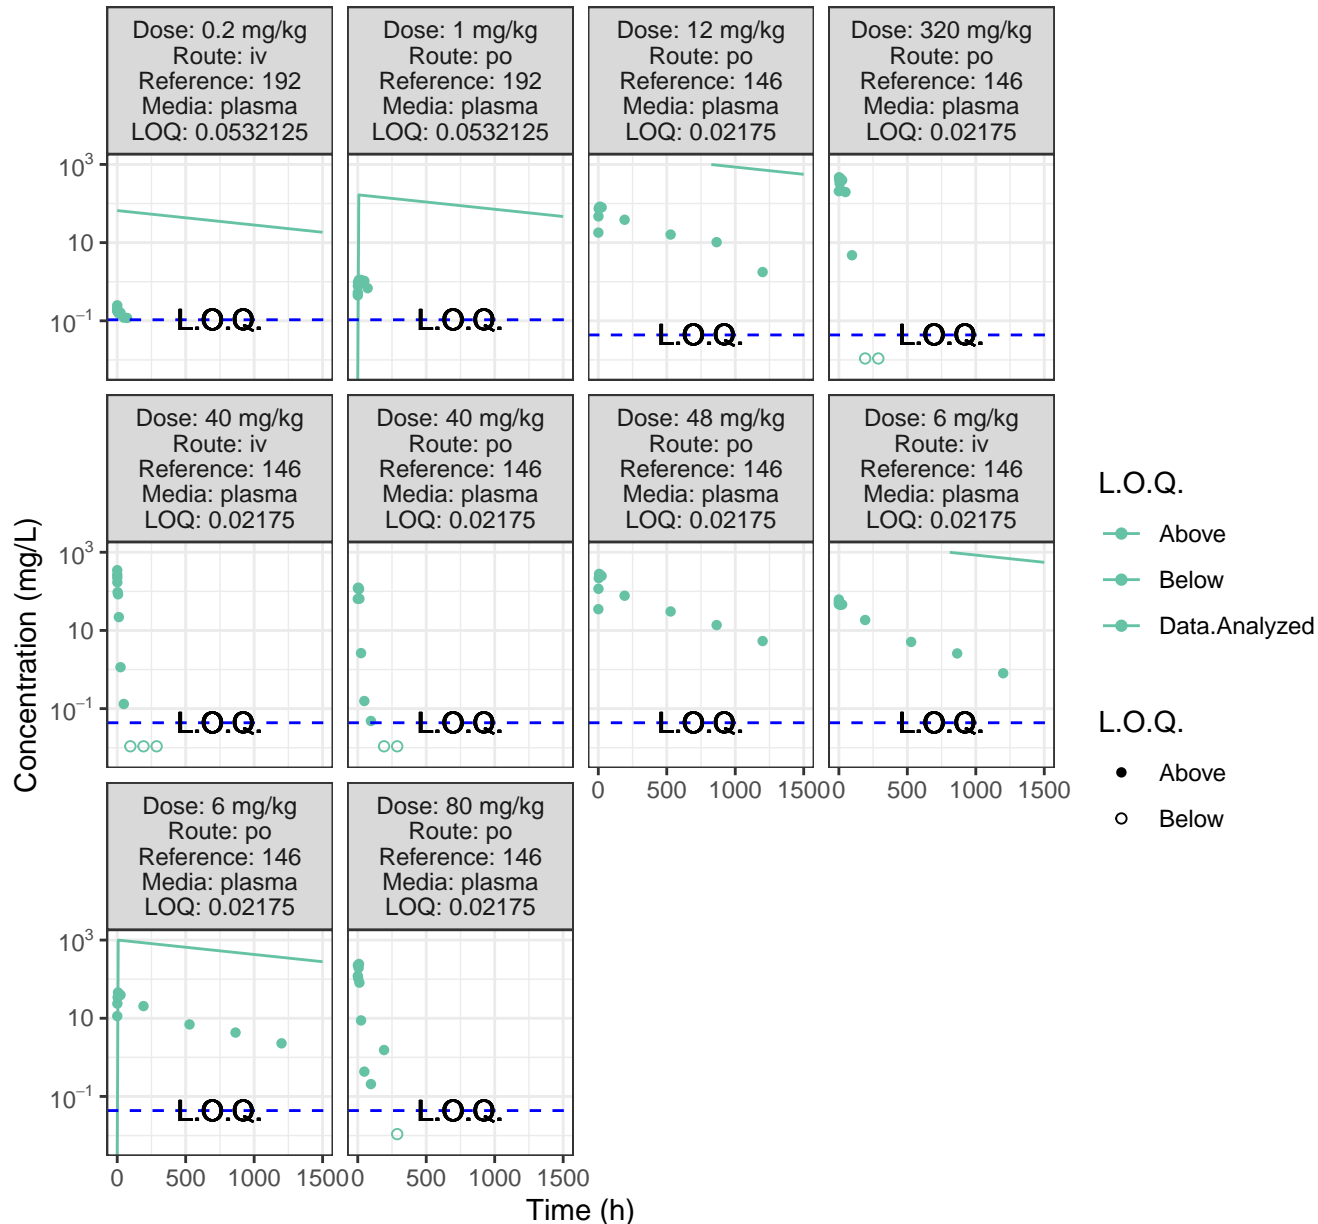 Dose: 0.2 mg/kg
Route: iv
Reference: 192
Media: plasma
LOQ: 0.0532125
Dose: 1 mg/kg
Route: po
Reference: 192
Media: plasma
LOQ: 0.0532125
Dose: 12 mg/kg
Route: po
Reference: 146
Media: plasma
LOQ: 0.02175
Dose: 320 mg/kg
Route: po
Reference: 146
Media: plasma
LOQ: 0.02175
10³
10
10⁻¹
L.O.Q.
L.O.Q.
L.O.Q.
L.O.Q.
Dose: 40 mg/kg
Route: iv
Reference: 146
Media: plasma
LOQ: 0.02175
Dose: 40 mg/kg
Route: po
Reference: 146
Media: plasma
LOQ: 0.02175
Dose: 48 mg/kg
Route: po
Reference: 146
Media: plasma
LOQ: 0.02175
Dose: 6 mg/kg
Route: iv
Reference: 146
Media: plasma
LOQ: 0.02175
10³
10
10⁻¹
L.O.Q.
L.O.Q.
L.O.Q.
L.O.Q.
0 500 1000 1500
0 500 1000 1500
Dose: 6 mg/kg
Route: po
Reference: 146
Media: plasma
LOQ: 0.02175
Dose: 80 mg/kg
Route: po
Reference: 146
Media: plasma
LOQ: 0.02175
10³
10
10⁻¹
L.O.Q.
L.O.Q.
0 500 1000 1500
0 500 1000 1500
Time (h)
Concentration (mg/L)
L.O.Q.
Above
Below
Data.Analyzed
L.O.Q.
Above
Below